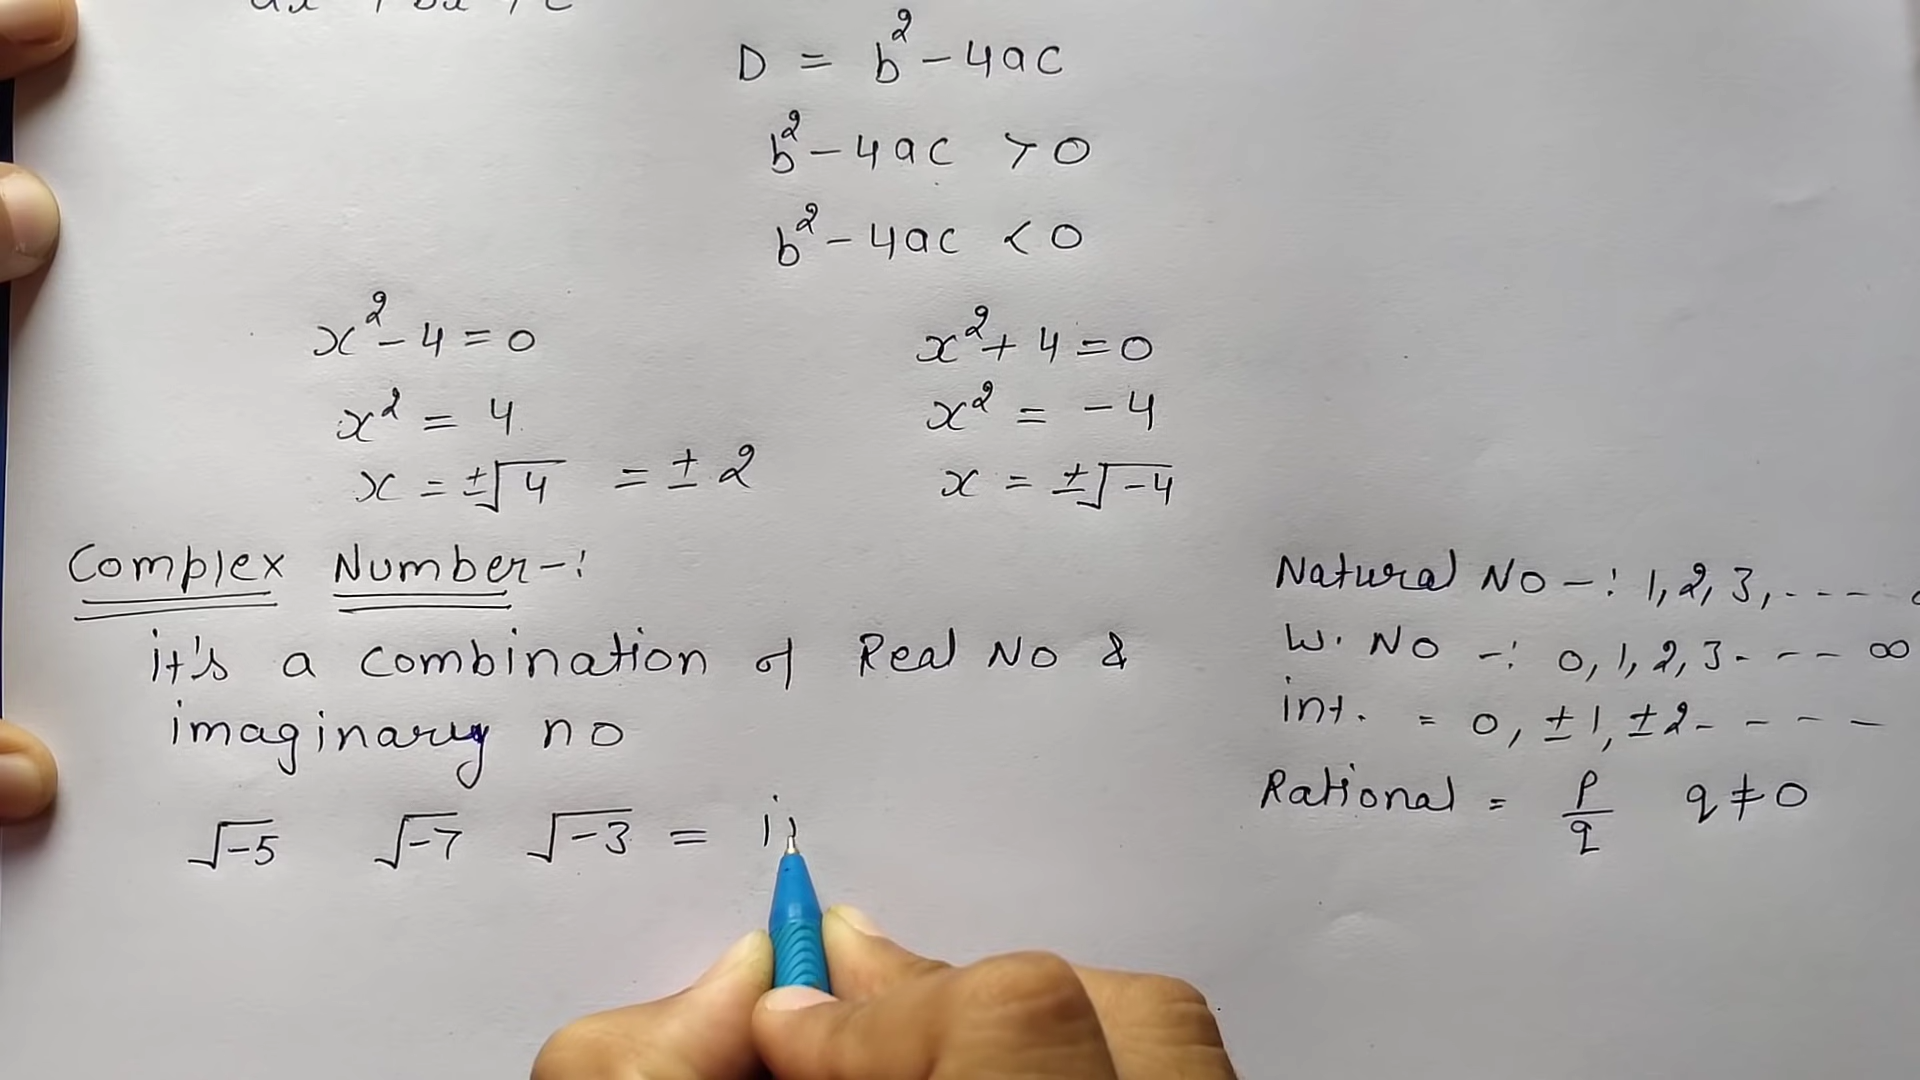 D = b² - 4ac
b² - 4ac > 0
b² - 4ac < 0
x² - 4 = 0
x² = 4
x = ±√4 = ± 2
x² + 4 = 0
x² = - 4
x = ±√-4
Complex Number -:
it's a combination of Real No &
imaginary no
√-5 √-7 √-3 =
Natural No -: 1, 2, 3, - - - -
W. No -: 0, 1, 2, 3 - - - - ∞
int. = 0, ±1, ±2 - - - - -
Rational = p/q q ≠ 0